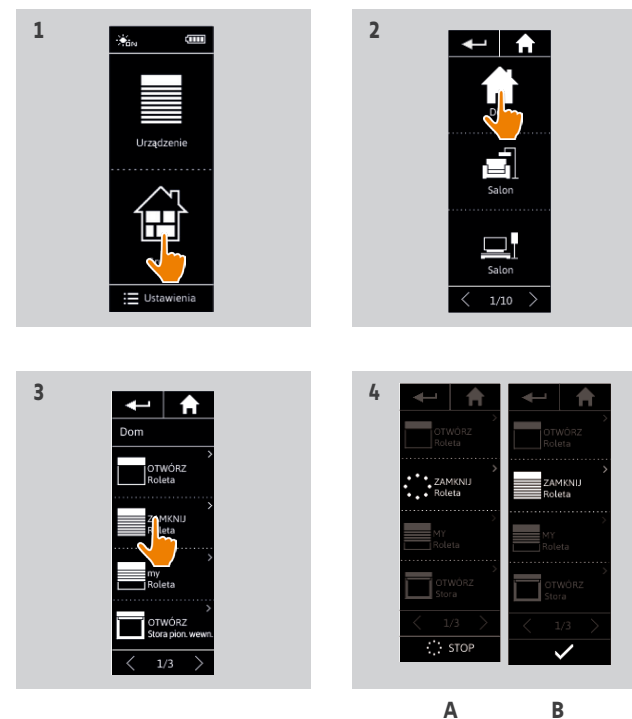 1
ON
Urządzenie
Ustawienia
2
Salon
Salon
1/10
3
Dom
OTWÓRZ
Roleta
ZAMKNIJ
Roleta
my
Roleta
OTWÓRZ
Stora pion. wewn.
1/3
4
OTWÓRZ
Roleta
ZAMKNIJ
Roleta
MY
Roleta
OTWÓRZ
Stora
1/3
STOP
OTWÓRZ
Roleta
ZAMKNIJ
Roleta
MY
Roleta
OTWÓRZ
Stora
1/3
A
B